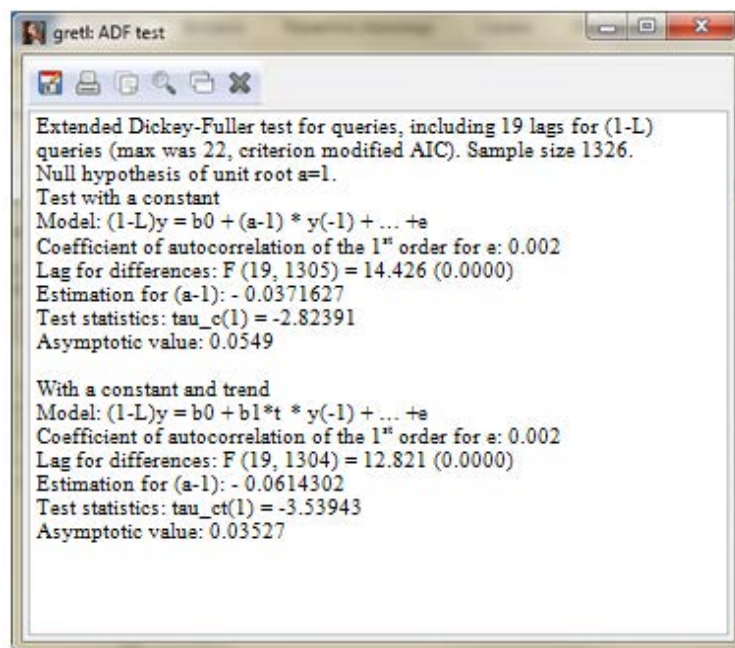 gretl: ADF test
Extended Dickey-Fuller test for queries, including 19 lags for (1-L)
queries (max was 22, criterion modified AIC). Sample size 1326.
Null hypothesis of unit root a=1.
Test with a constant
Model: (1-L)y = b0 + (a-1) * y(-1) + ... +e
Coefficient of autocorrelation of the 1st order for e: 0.002
Lag for differences: F (19, 1305) = 14.426 (0.0000)
Estimation for (a-1): - 0.0371627
Test statistics: tau_c(1) = -2.82391
Asymptotic value: 0.0549
With a constant and trend
Model: (1-L)y = b0 + b1*t * y(-1) + ... +e
Coefficient of autocorrelation of the 1st order for e: 0.002
Lag for differences: F (19, 1304) = 12.821 (0.0000)
Estimation for (a-1): - 0.0614302
Test statistics: tau_ct(1) = -3.53943
Asymptotic value: 0.03527